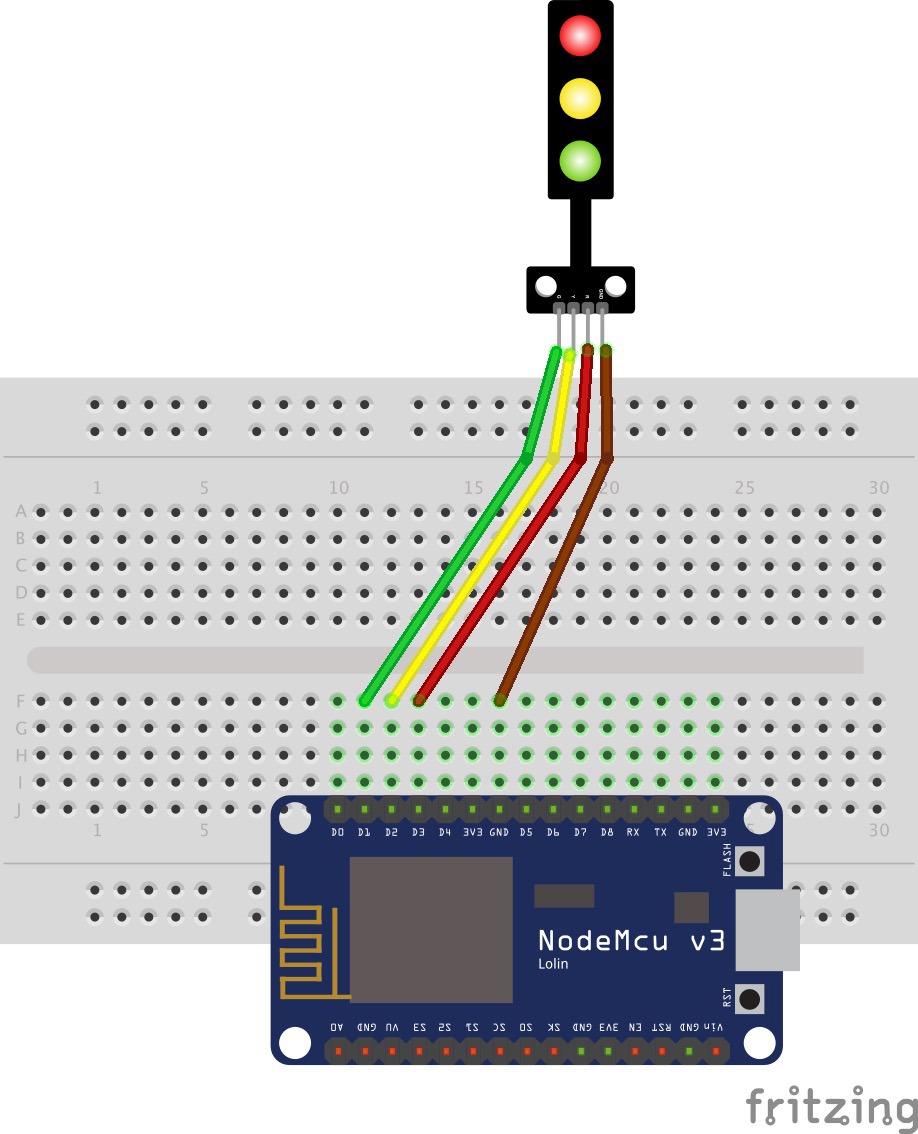 G Y R GND
1 5 10 15 20 25 30
A
B
C
D
E
F
G
H
I
J
1 5 30
D0 D1 D2 D3 D4 3V3 GND D5 D6 D7 D8 RX TX GND 3V3
FLASH
NodeMcu v3
Lolin
RST
A0 GND VU S3 S2 S1 SC SO SK GND 3V3 EN RST GND Vin
fritzing